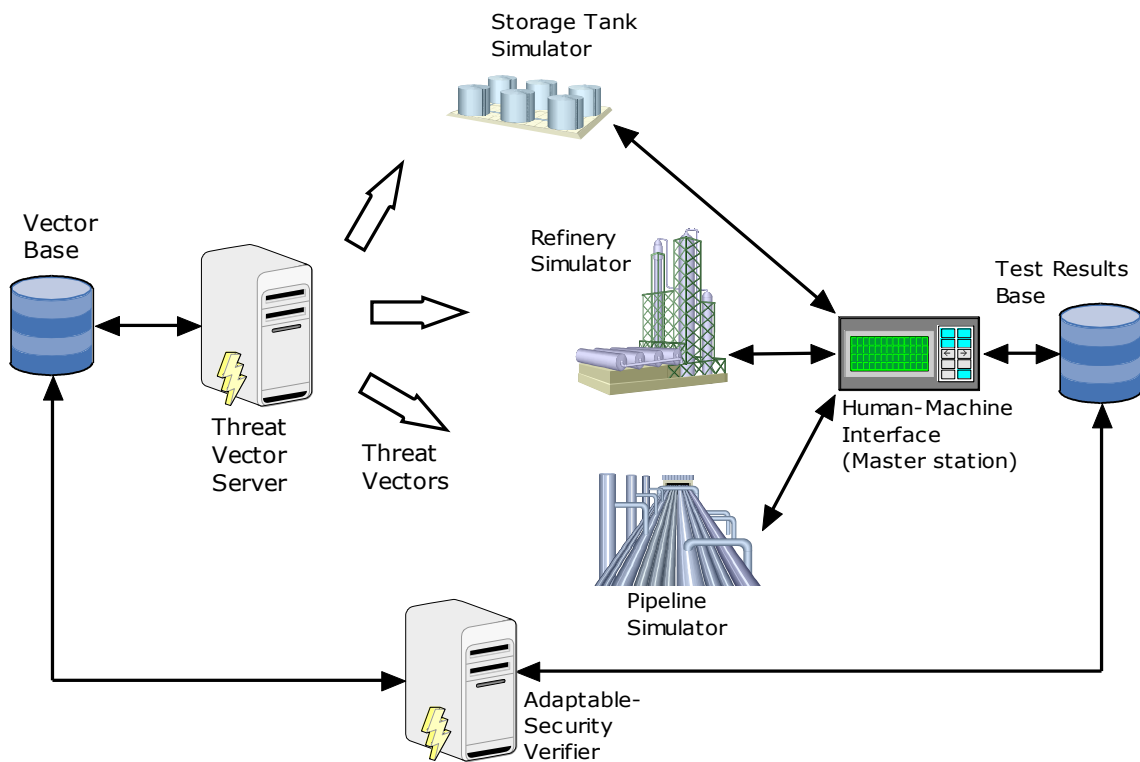 Storage Tank
Simulator
Vector
Base
Refinery
Simulator
Test Results
Base
Threat
Vector
Server
Threat
Vectors
Human-Machine
Interface
(Master station)
Pipeline
Simulator
Adaptable-
Security
Verifier